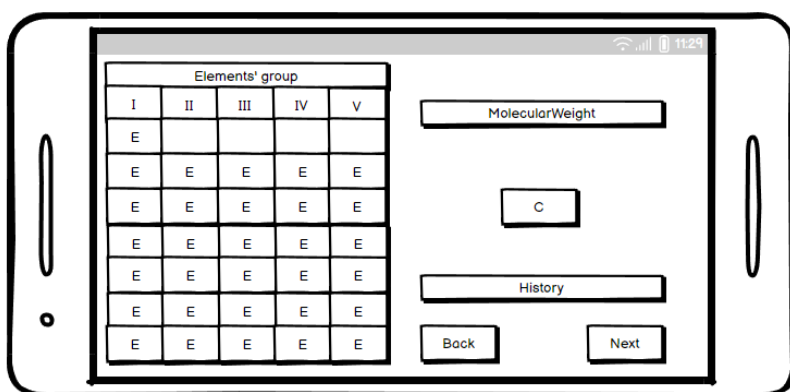 11:29
Elements' group
I II III IV V
E
E E E E E
E E E E E
E E E E E
E E E E E
E E E E E
E E E E E
MolecularWeight
C
History
Back Next